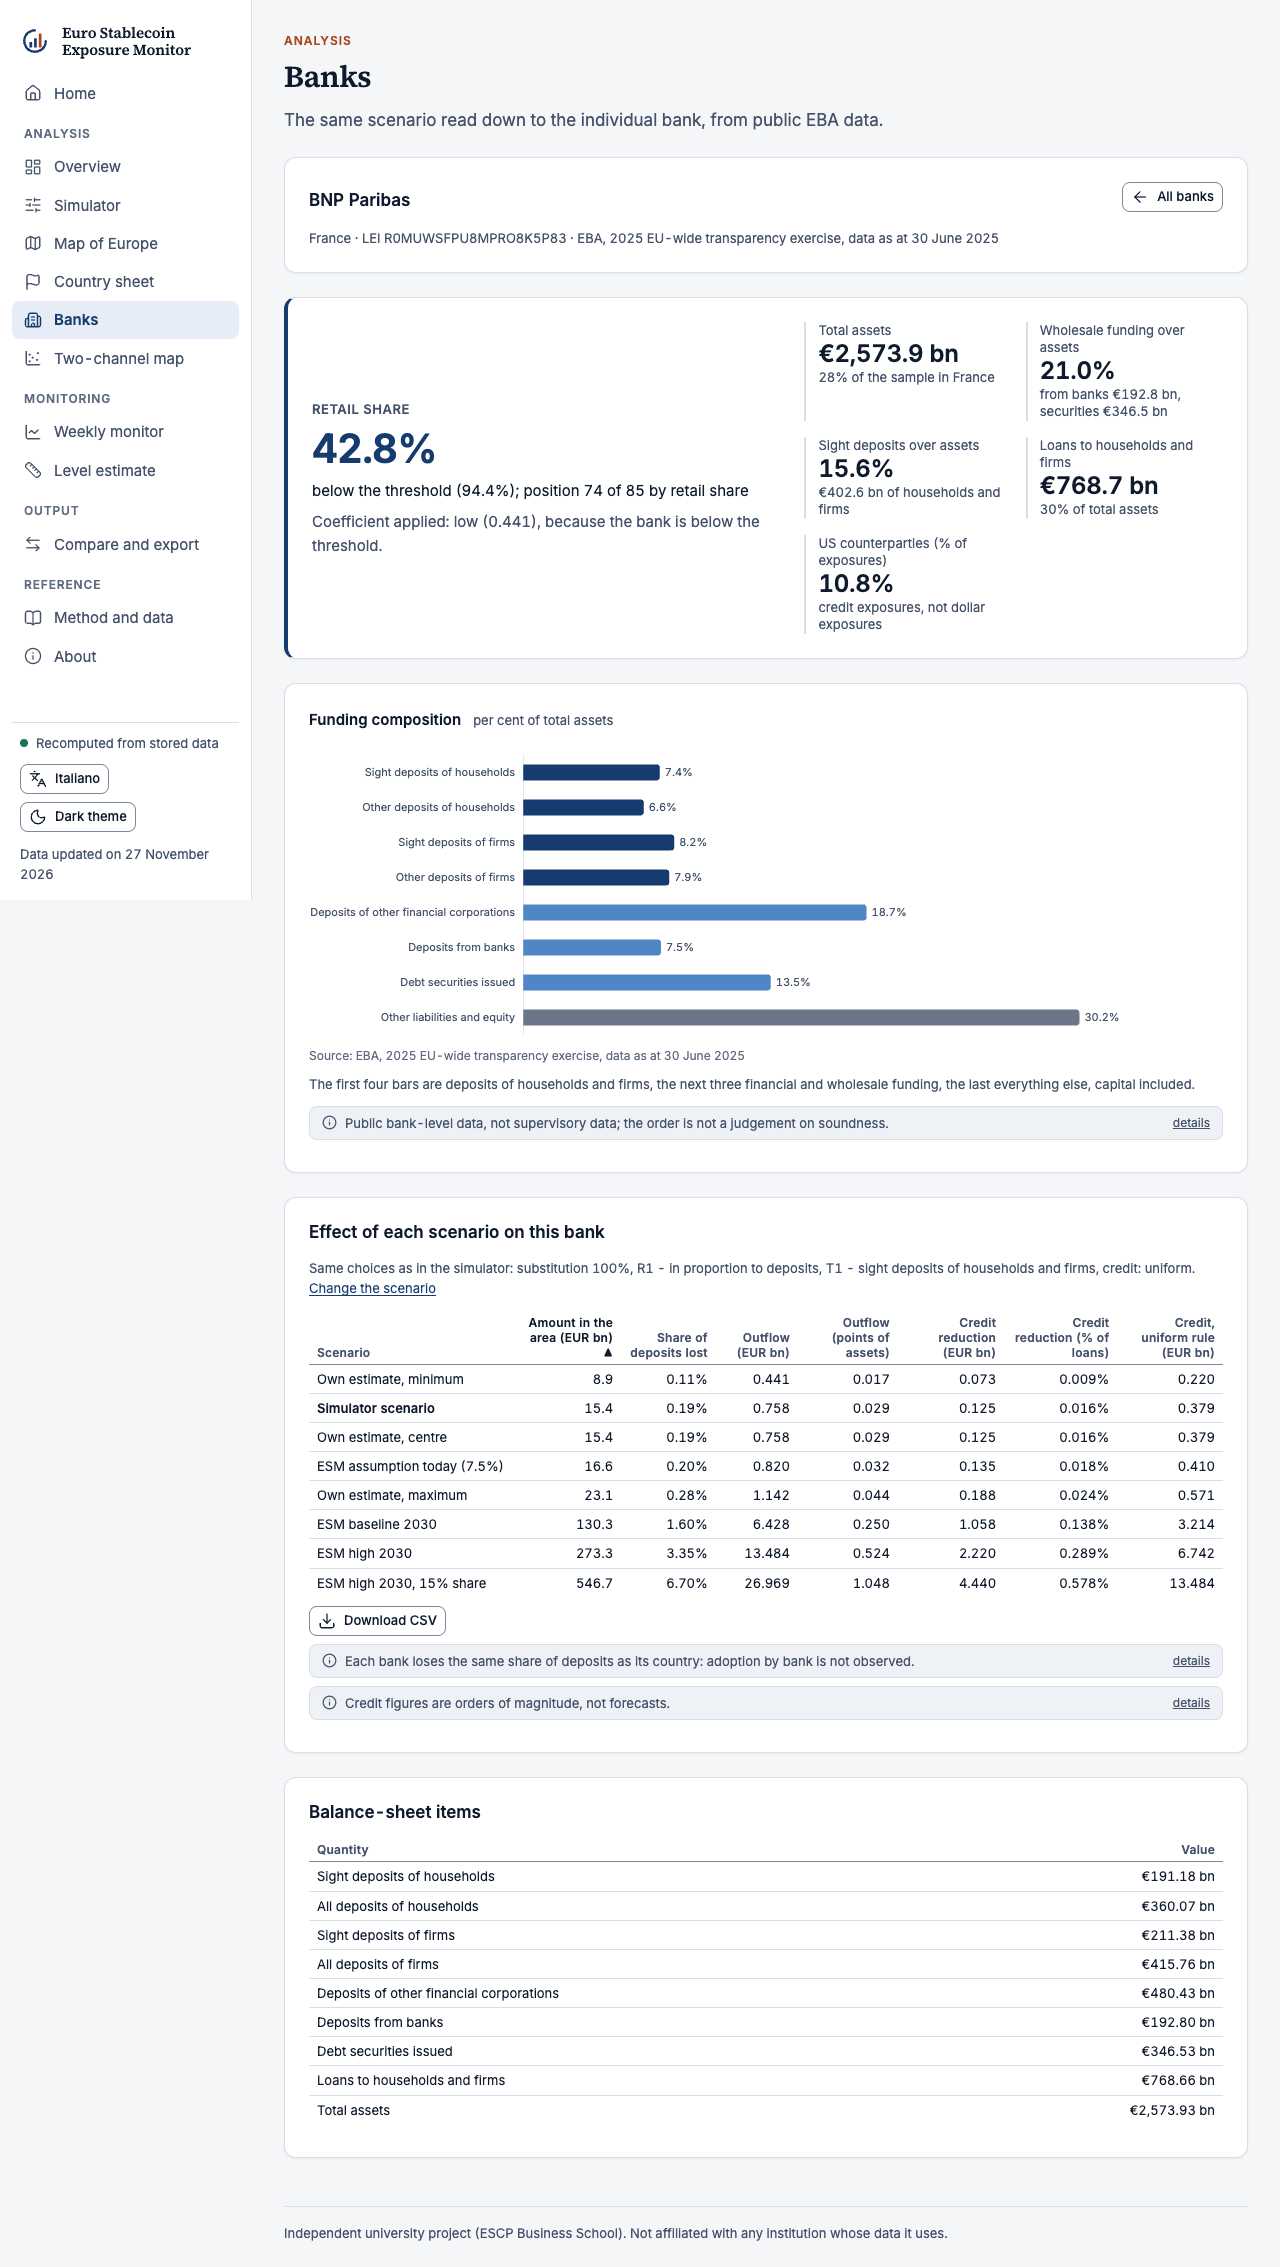 Euro Stablecoin
Exposure Monitor
Home
ANALYSIS
Overview
Simulator
Map of Europe
Country sheet
Banks
Two-channel map
MONITORING
Weekly monitor
Level estimate
OUTPUT
Compare and export
REFERENCE
Method and data
About
Recomputed from stored data
Italiano
Dark theme
Data updated on 27 November
2026
ANALYSIS
Banks
The same scenario read down to the individual bank, from public EBA data.
BNP Paribas
All banks
France · LEI R0MUWSFPU8MPRO8K5P83 · EBA, 2025 EU-wide transparency exercise, data as at 30 June 2025
RETAIL SHARE
42.8%
below the threshold (94.4%); position 74 of 85 by retail share
Coefficient applied: low (0.441), because the bank is below the
threshold.
Total assets
€2,573.9 bn
28% of the sample in France
Wholesale funding over
assets
21.0%
from banks €192.8 bn,
securities €346.5 bn
Sight deposits over assets
15.6%
€402.6 bn of households and
firms
Loans to households and
firms
€768.7 bn
30% of total assets
US counterparties (% of
exposures)
10.8%
credit exposures, not dollar
exposures
Funding composition per cent of total assets
Sight deposits of households 7.4%
Other deposits of households 6.6%
Sight deposits of firms 8.2%
Other deposits of firms 7.9%
Deposits of other financial corporations 18.7%
Deposits from banks 7.5%
Debt securities issued 13.5%
Other liabilities and equity 30.2%
Source: EBA, 2025 EU-wide transparency exercise, data as at 30 June 2025
The first four bars are deposits of households and firms, the next three financial and wholesale funding, the last everything else, capital included.
Public bank-level data, not supervisory data; the order is not a judgement on soundness. details
Effect of each scenario on this bank
Same choices as in the simulator: substitution 100%, R1 - in proportion to deposits, T1 - sight deposits of households and firms, credit: uniform.
Change the scenario
Scenario Amount in the area (EUR bn) ▲ Share of deposits lost Outflow (EUR bn) Outflow (points of assets) Credit reduction (EUR bn) Credit reduction (% of loans) Credit, uniform rule (EUR bn)
Own estimate, minimum 8.9 0.11% 0.441 0.017 0.073 0.009% 0.220
Simulator scenario 15.4 0.19% 0.758 0.029 0.125 0.016% 0.379
Own estimate, centre 15.4 0.19% 0.758 0.029 0.125 0.016% 0.379
ESM assumption today (7.5%) 16.6 0.20% 0.820 0.032 0.135 0.018% 0.410
Own estimate, maximum 23.1 0.28% 1.142 0.044 0.188 0.024% 0.571
ESM baseline 2030 130.3 1.60% 6.428 0.250 1.058 0.138% 3.214
ESM high 2030 273.3 3.35% 13.484 0.524 2.220 0.289% 6.742
ESM high 2030, 15% share 546.7 6.70% 26.969 1.048 4.440 0.578% 13.484
Download CSV
Each bank loses the same share of deposits as its country: adoption by bank is not observed. details
Credit figures are orders of magnitude, not forecasts. details
Balance-sheet items
Quantity Value
Sight deposits of households €191.18 bn
All deposits of households €360.07 bn
Sight deposits of firms €211.38 bn
All deposits of firms €415.76 bn
Deposits of other financial corporations €480.43 bn
Deposits from banks €192.80 bn
Debt securities issued €346.53 bn
Loans to households and firms €768.66 bn
Total assets €2,573.93 bn
Independent university project (ESCP Business School). Not affiliated with any institution whose data it uses.